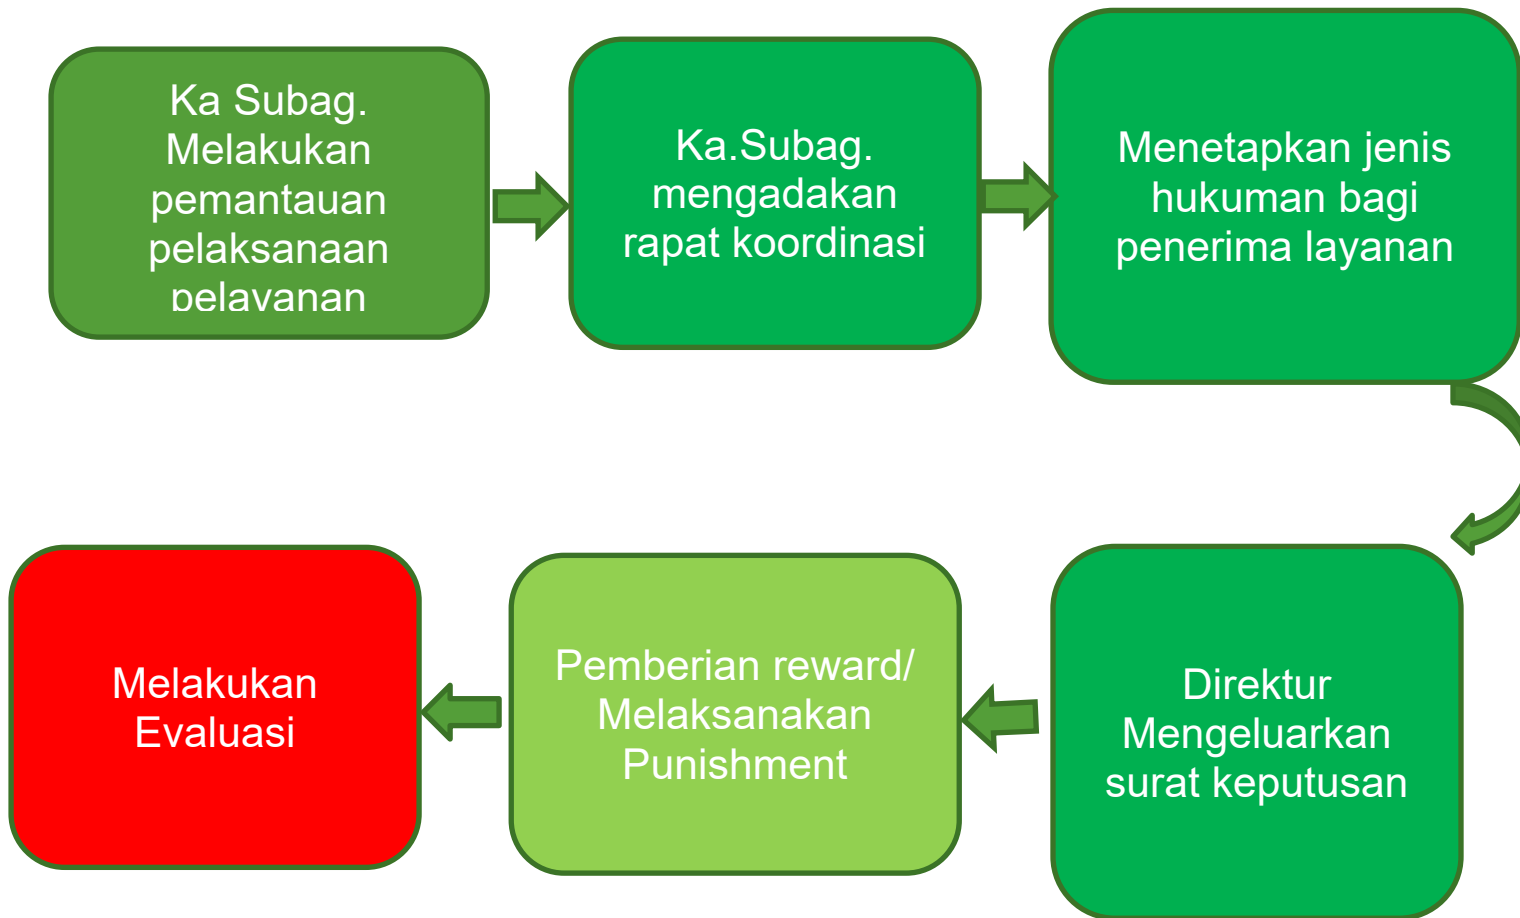 Ka Subag.
Melakukan
pemantauan
pelaksanaan
pelayanan
Ka.Subag.
mengadakan
rapat koordinasi
Menetapkan jenis
hukuman bagi
penerima layanan
Direktur
Mengeluarkan
surat keputusan
Pemberian reward/
Melaksanakan
Punishment
Melakukan
Evaluasi